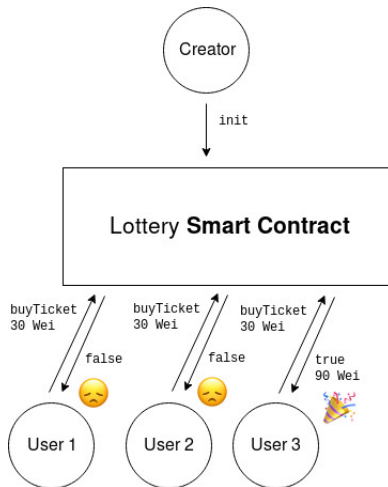 Creator
init
Lottery Smart Contract
buyTicket
30 Wei
false
buyTicket
30 Wei
false
buyTicket
30 Wei
true
90 Wei
User 1
User 2
User 3